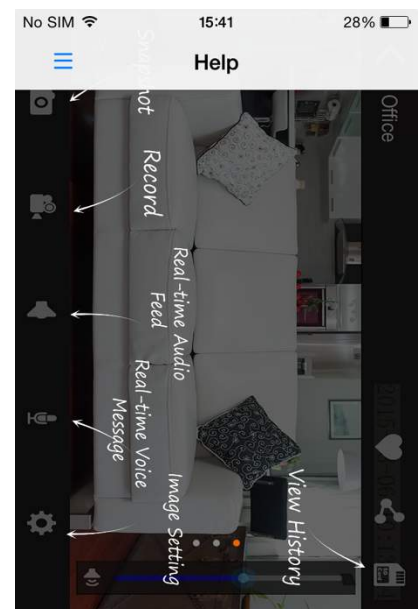 No SIM 15:41 28%
Help
Office
Snapshot
Record
Real-time Audio
Feed
Real-time Voice
Message
Image Setting
View History